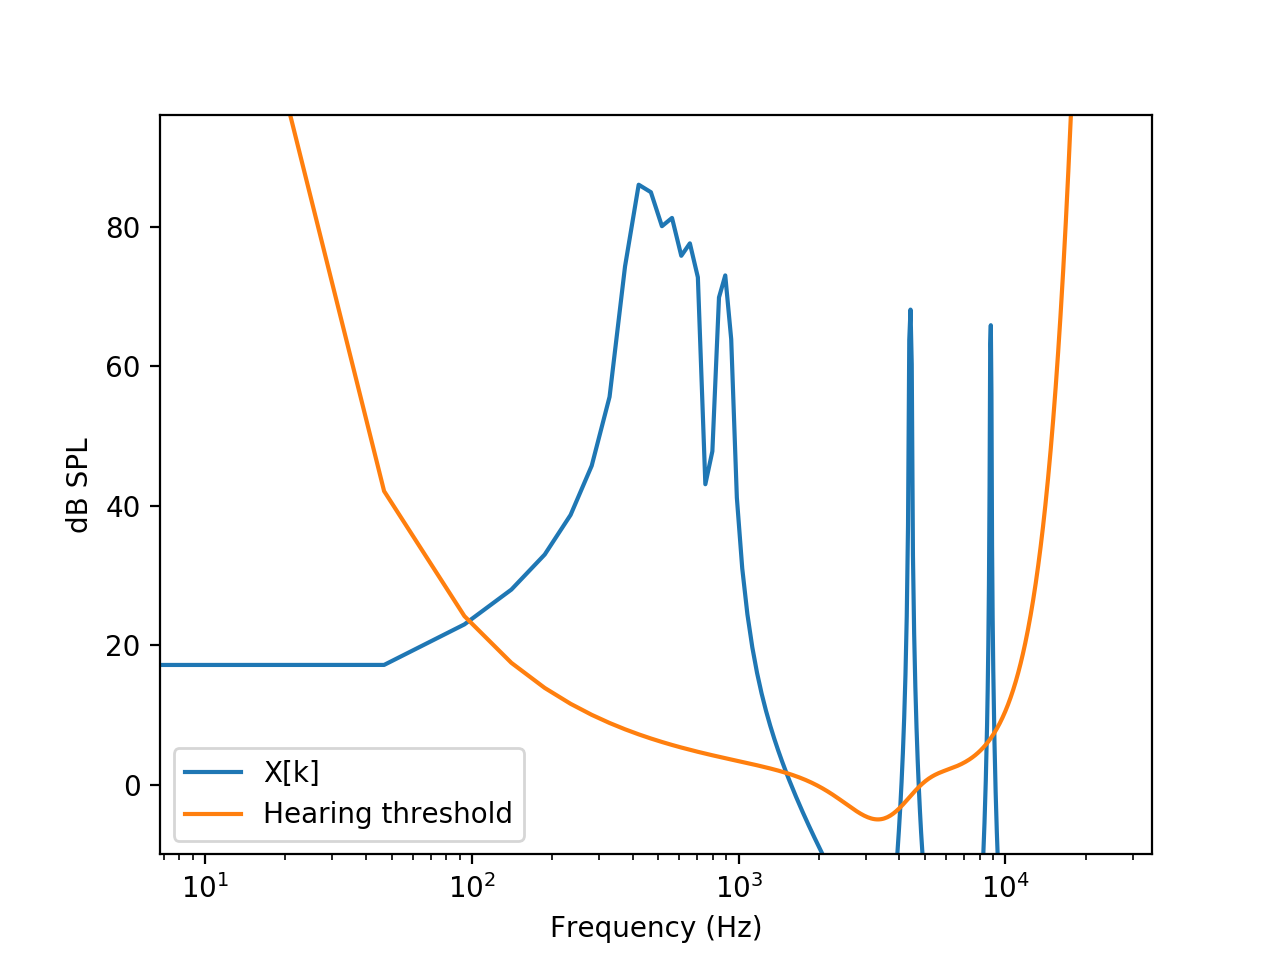 dB SPL
80
60
40
20
0
X[k]
Hearing threshold
10¹
10²
10³
10⁴
Frequency (Hz)